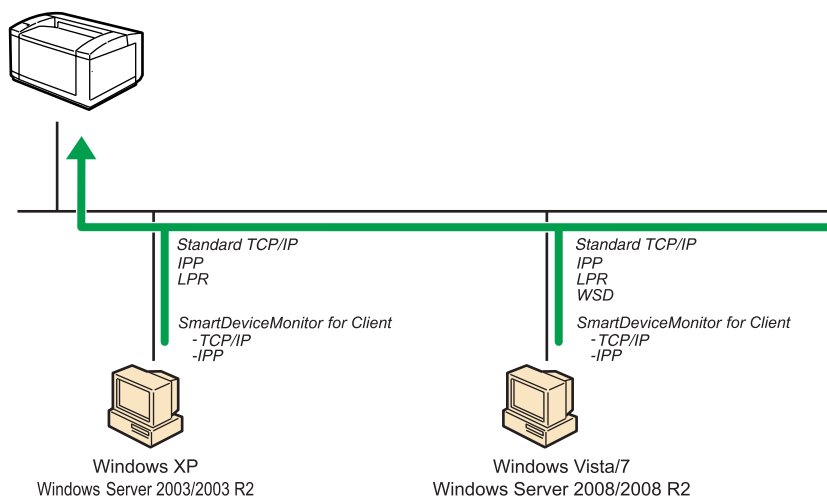 Standard TCP/IP
IPP
LPR
SmartDeviceMonitor for Client
- TCP/IP
-IPP
Windows XP
Windows Server 2003/2003 R2
Standard TCP/IP
IPP
LPR
WSD
SmartDeviceMonitor for Client
- TCP/IP
-IPP
Windows Vista/7
Windows Server 2008/2008 R2